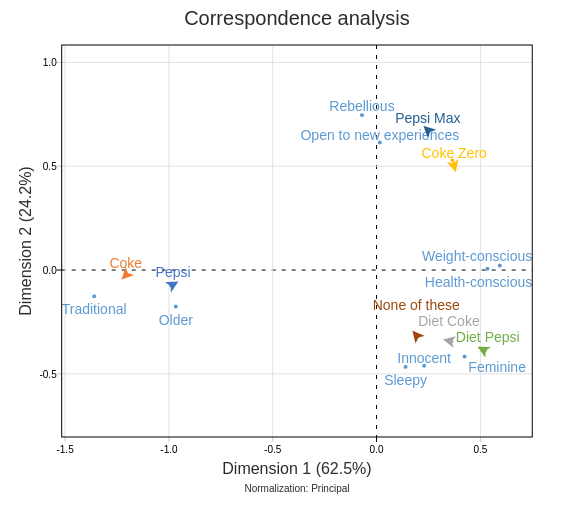 Correspondence analysis
1.0
Rebellious
Pepsi Max
Open to new experiences
Coke Zero
0.5
Dimension 2 (24.2%)
Weight-conscious
Coke
Pepsi
0.0
Health-conscious
Traditional
Older
None of these
Diet Coke
Diet Pepsi
Innocent
Feminine
-0.5
Sleepy
-1.5 -1.0 -0.5 0.0 0.5
Dimension 1 (62.5%)
Normalization: Principal